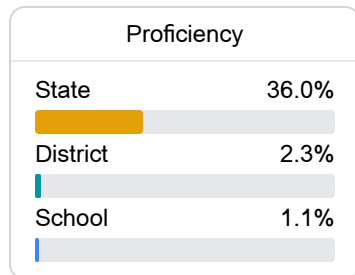 Proficiency
State 36.0%
District 2.3%
School 1.1%